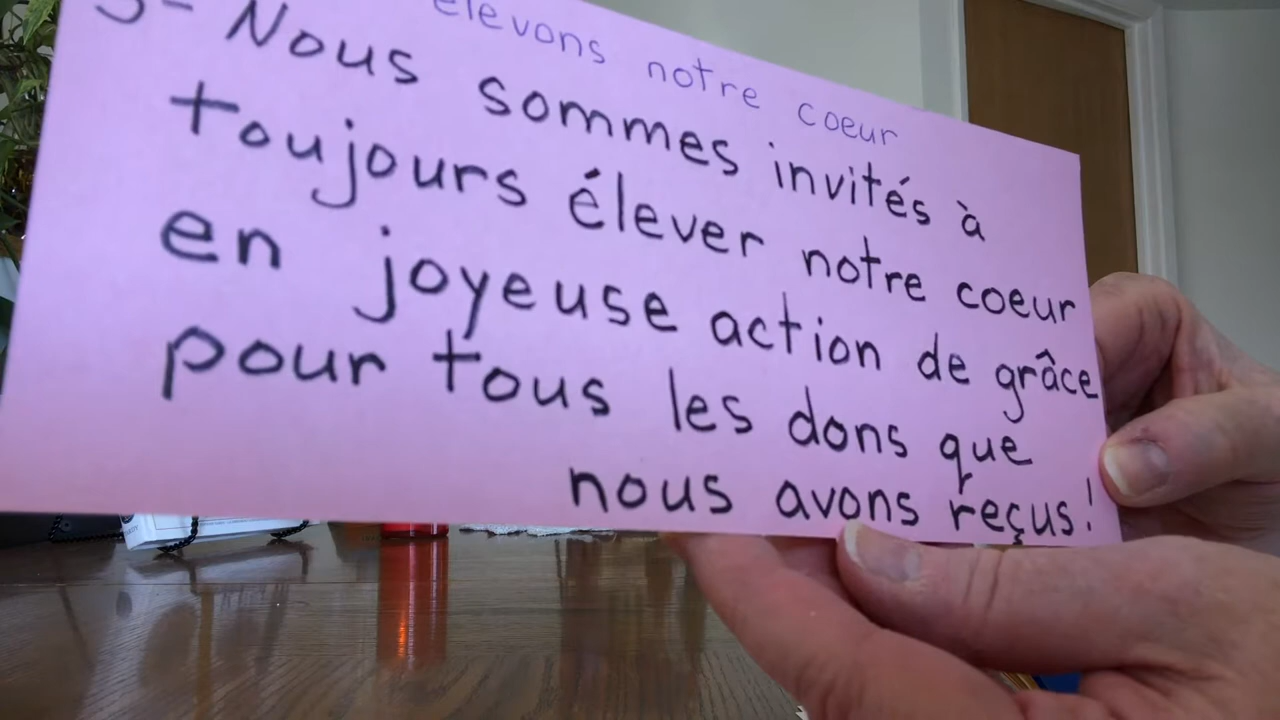 élevons notre coeur
3- Nous sommes invités à
toujours élever notre coeur
en joyeuse action de grâce
pour tous les dons que
nous avons reçus!